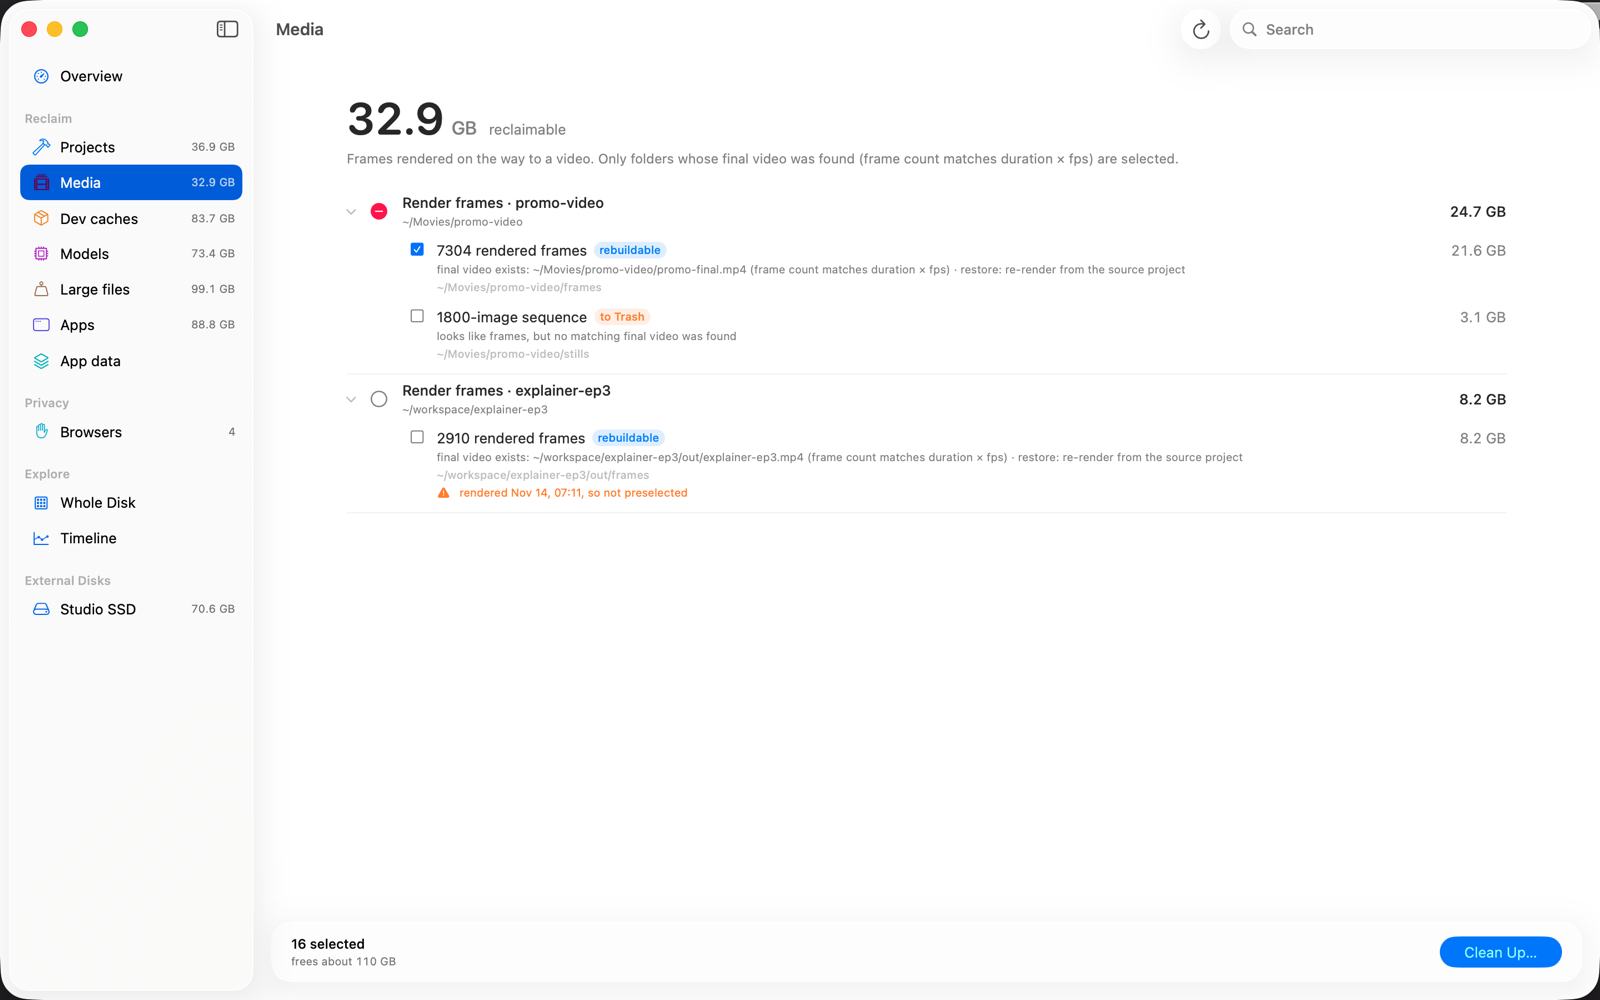 Media
Search
Overview
Reclaim
Projects 36.9 GB
Media 32.9 GB
Dev caches 83.7 GB
Models 73.4 GB
Large files 99.1 GB
Apps 88.8 GB
App data
Privacy
Browsers 4
Explore
Whole Disk
Timeline
External Disks
Studio SSD 70.6 GB
32.9 GB reclaimable
Frames rendered on the way to a video. Only folders whose final video was found (frame count matches duration × fps) are selected.
Render frames · promo-video 24.7 GB
~/Movies/promo-video
7304 rendered frames rebuildable 21.6 GB
final video exists: ~/Movies/promo-video/promo-final.mp4 (frame count matches duration × fps) · restore: re-render from the source project
~/Movies/promo-video/frames
1800-image sequence to Trash 3.1 GB
looks like frames, but no matching final video was found
~/Movies/promo-video/stills
Render frames · explainer-ep3 8.2 GB
~/workspace/explainer-ep3
2910 rendered frames rebuildable 8.2 GB
final video exists: ~/workspace/explainer-ep3/out/explainer-ep3.mp4 (frame count matches duration × fps) · restore: re-render from the source project
~/workspace/explainer-ep3/out/frames
rendered Nov 14, 07:11, so not preselected
16 selected
frees about 110 GB
Clean Up...